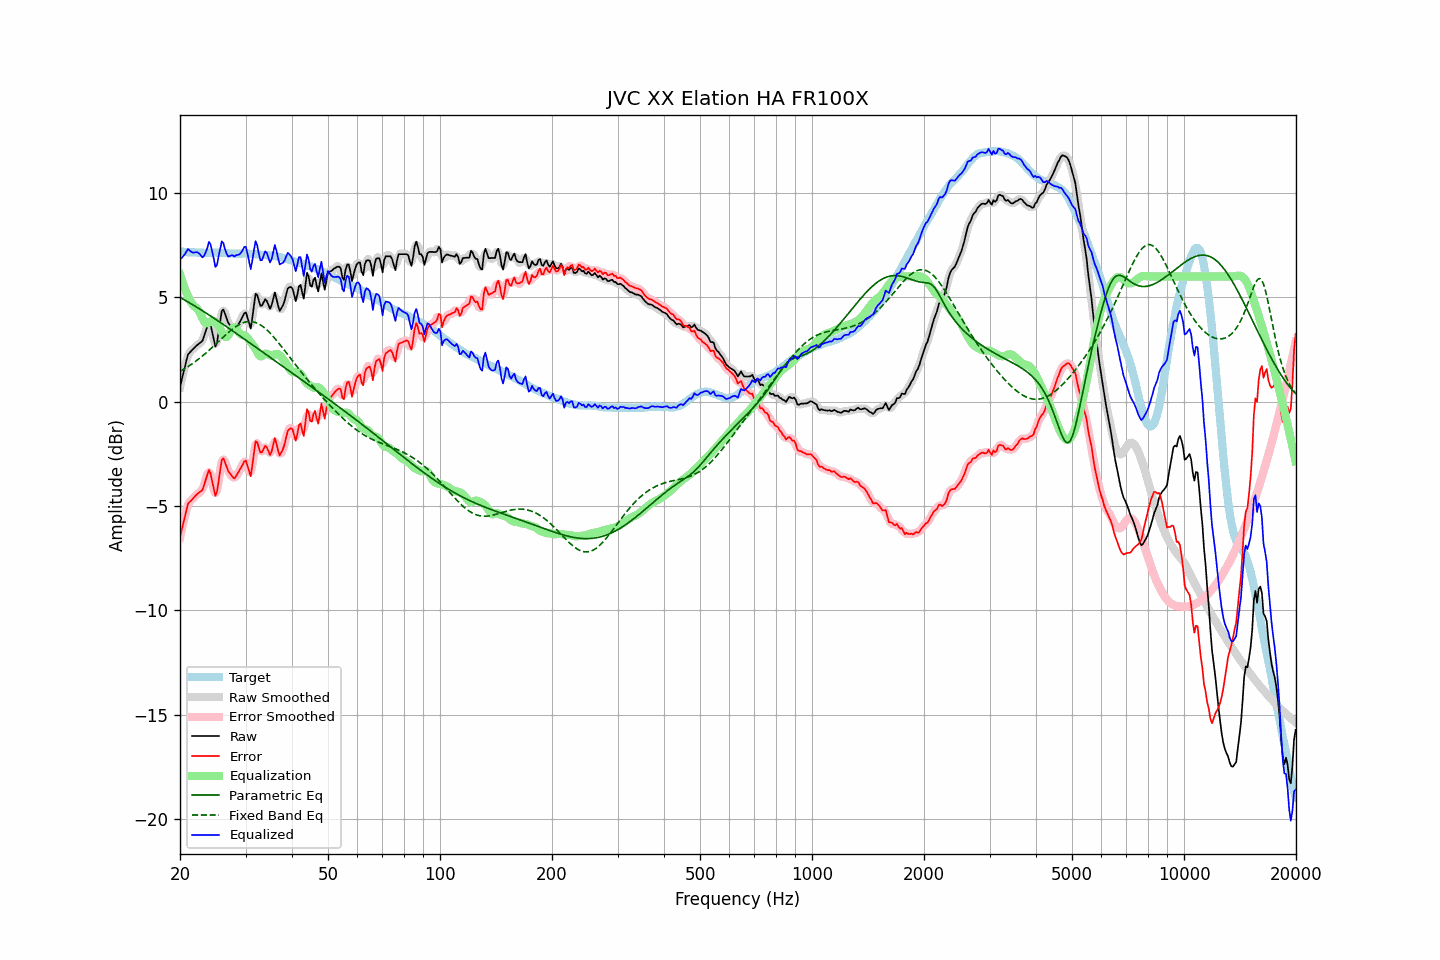 JVC XX Elation HA FR100X
Amplitude (dBr)
10
5
0
−5
−10
−15
−20
Target
Raw Smoothed
Error Smoothed
Raw
Error
Equalization
Parametric Eq
Fixed Band Eq
Equalized
20 50 100 200 500 1000 2000 5000 10000 20000
Frequency (Hz)